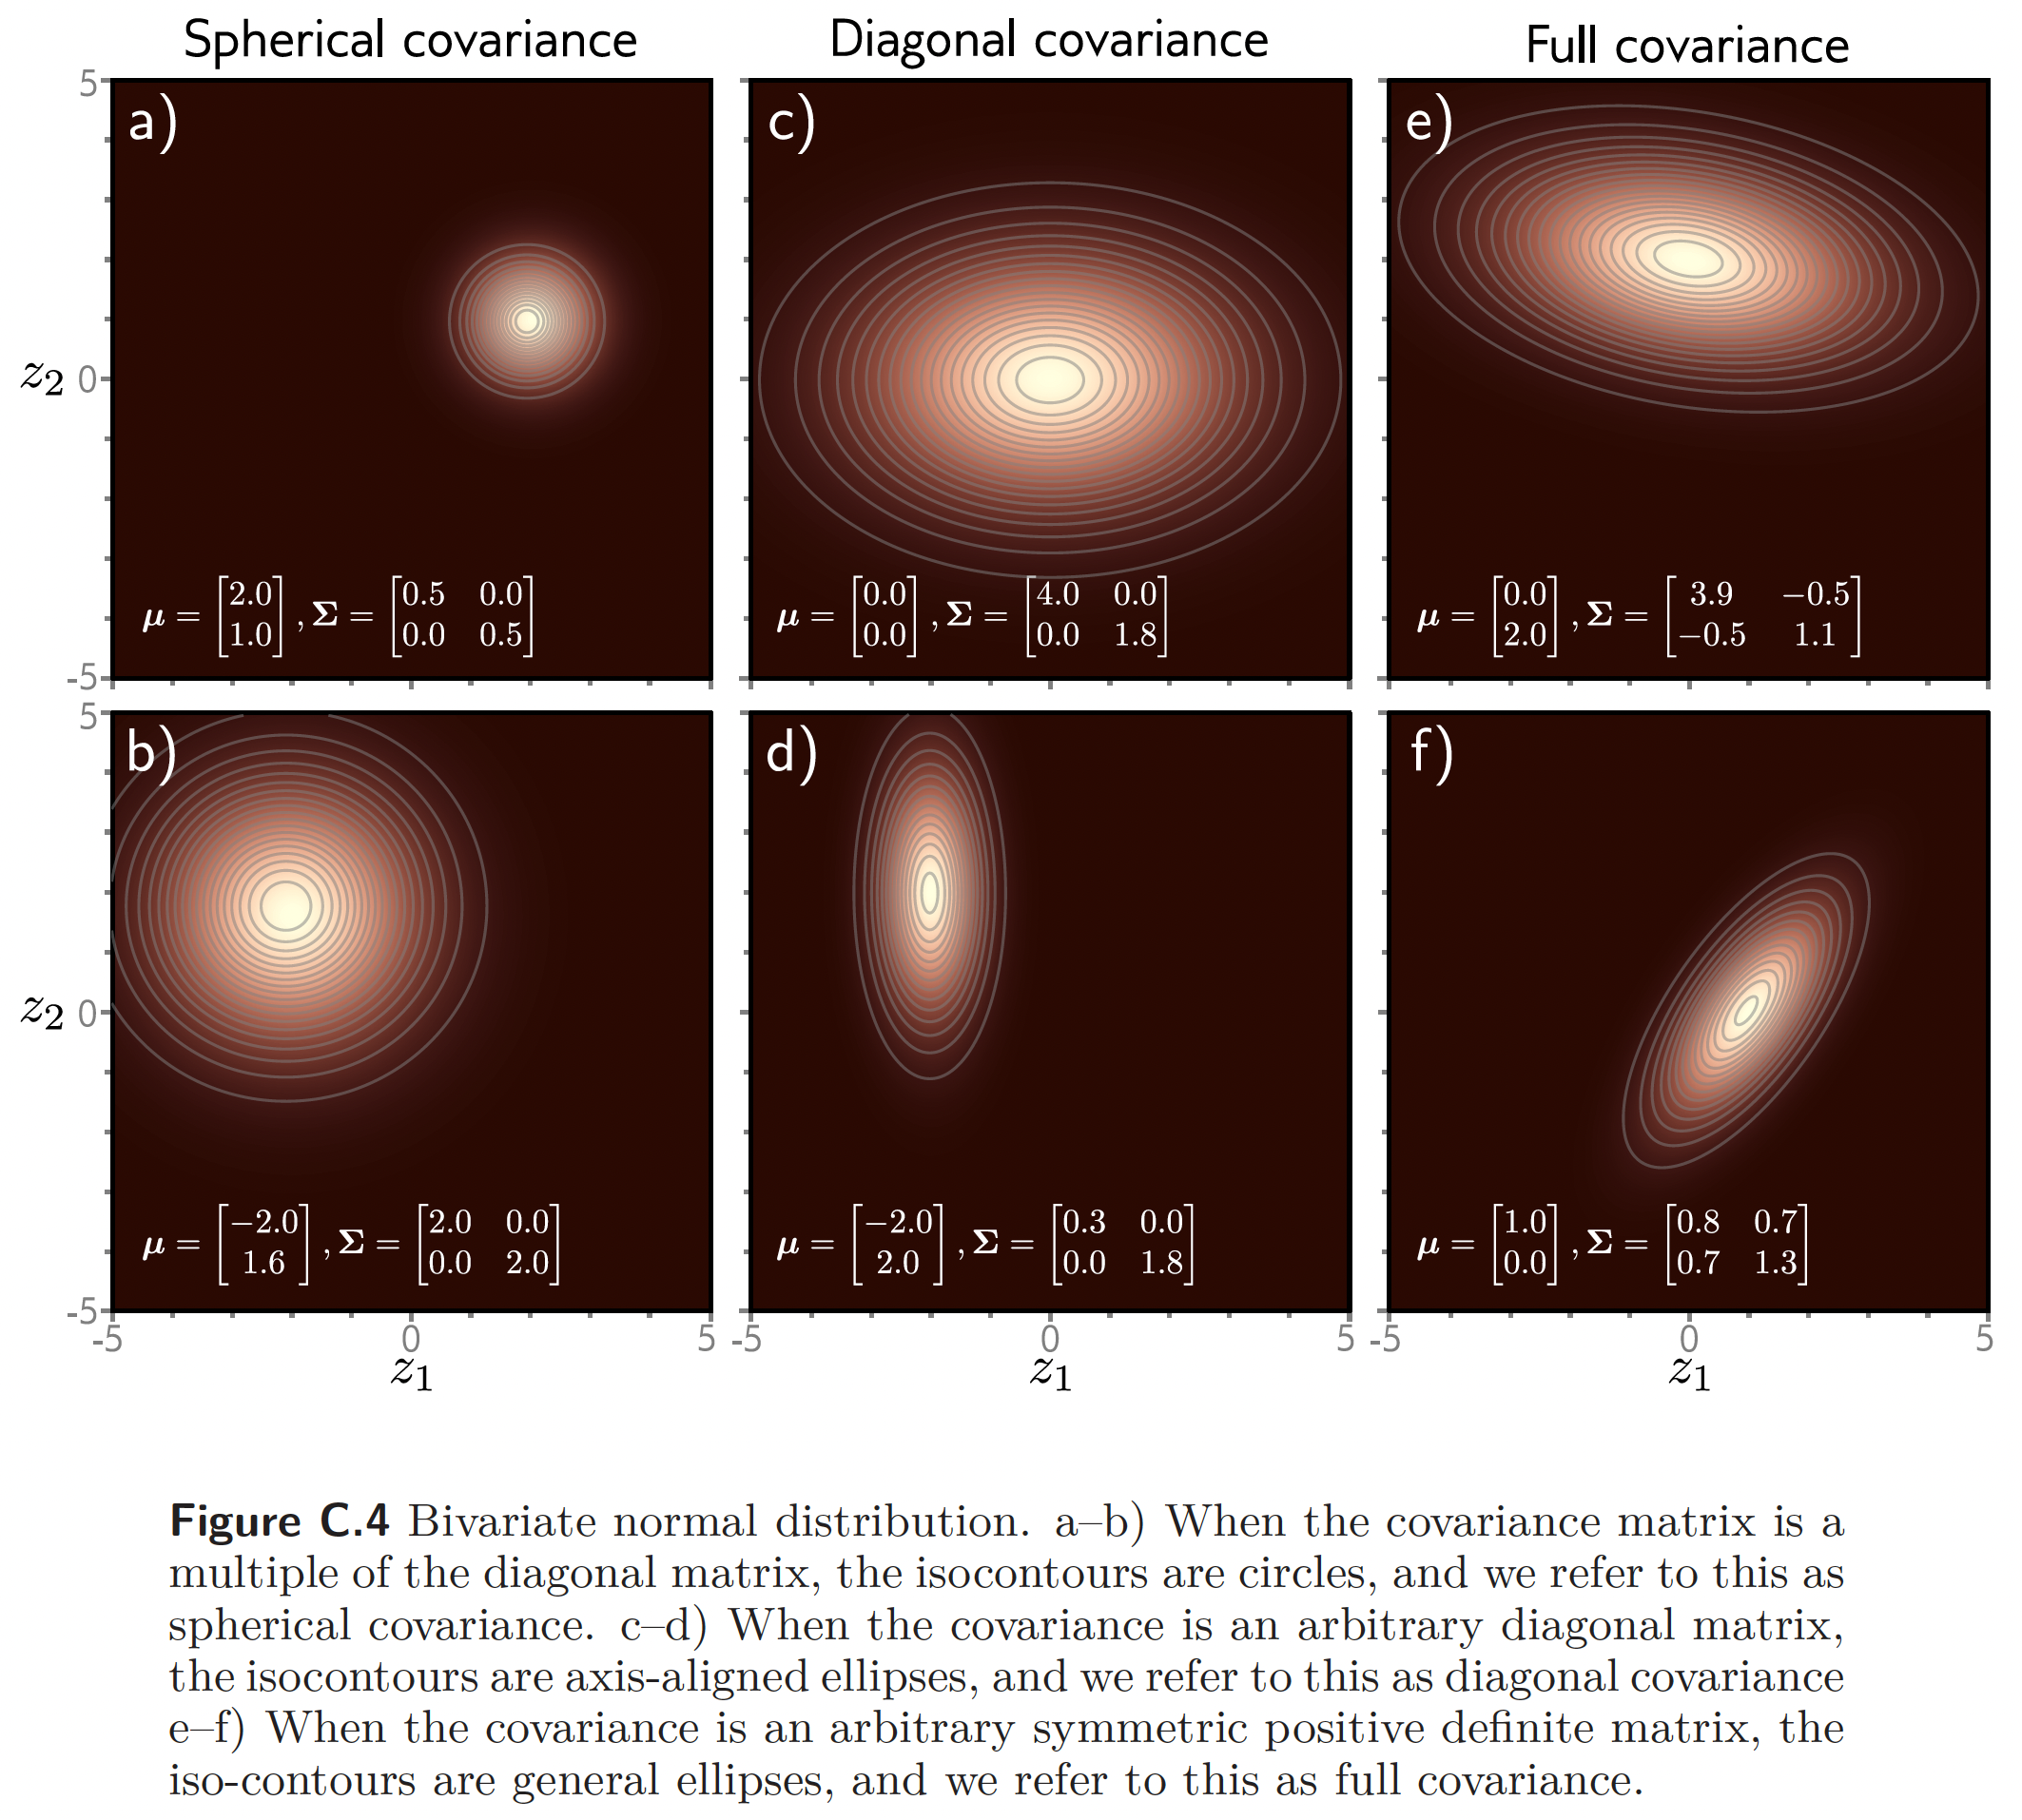 Spherical covariance
Diagonal covariance
Full covariance
5
a)
c)
e)
z2 0
μ = [2.0 1.0], Σ = [0.5 0.0 0.0 0.5]
μ = [0.0 0.0], Σ = [4.0 0.0 0.0 1.8]
μ = [0.0 2.0], Σ = [3.9 −0.5 −0.5 1.1]
-5
5
b)
d)
f)
z2 0
μ = [−2.0 1.6], Σ = [2.0 0.0 0.0 2.0]
μ = [−2.0 2.0], Σ = [0.3 0.0 0.0 1.8]
μ = [1.0 0.0], Σ = [0.8 0.7 0.7 1.3]
-5
-5 0 5
-5 0 5
-5 0 5
z1
z1
z1
Figure C.4 Bivariate normal distribution. a–b) When the covariance matrix is a
multiple of the diagonal matrix, the isocontours are circles, and we refer to this as
spherical covariance. c–d) When the covariance is an arbitrary diagonal matrix,
the isocontours are axis-aligned ellipses, and we refer to this as diagonal covariance
e–f) When the covariance is an arbitrary symmetric positive definite matrix, the
iso-contours are general ellipses, and we refer to this as full covariance.